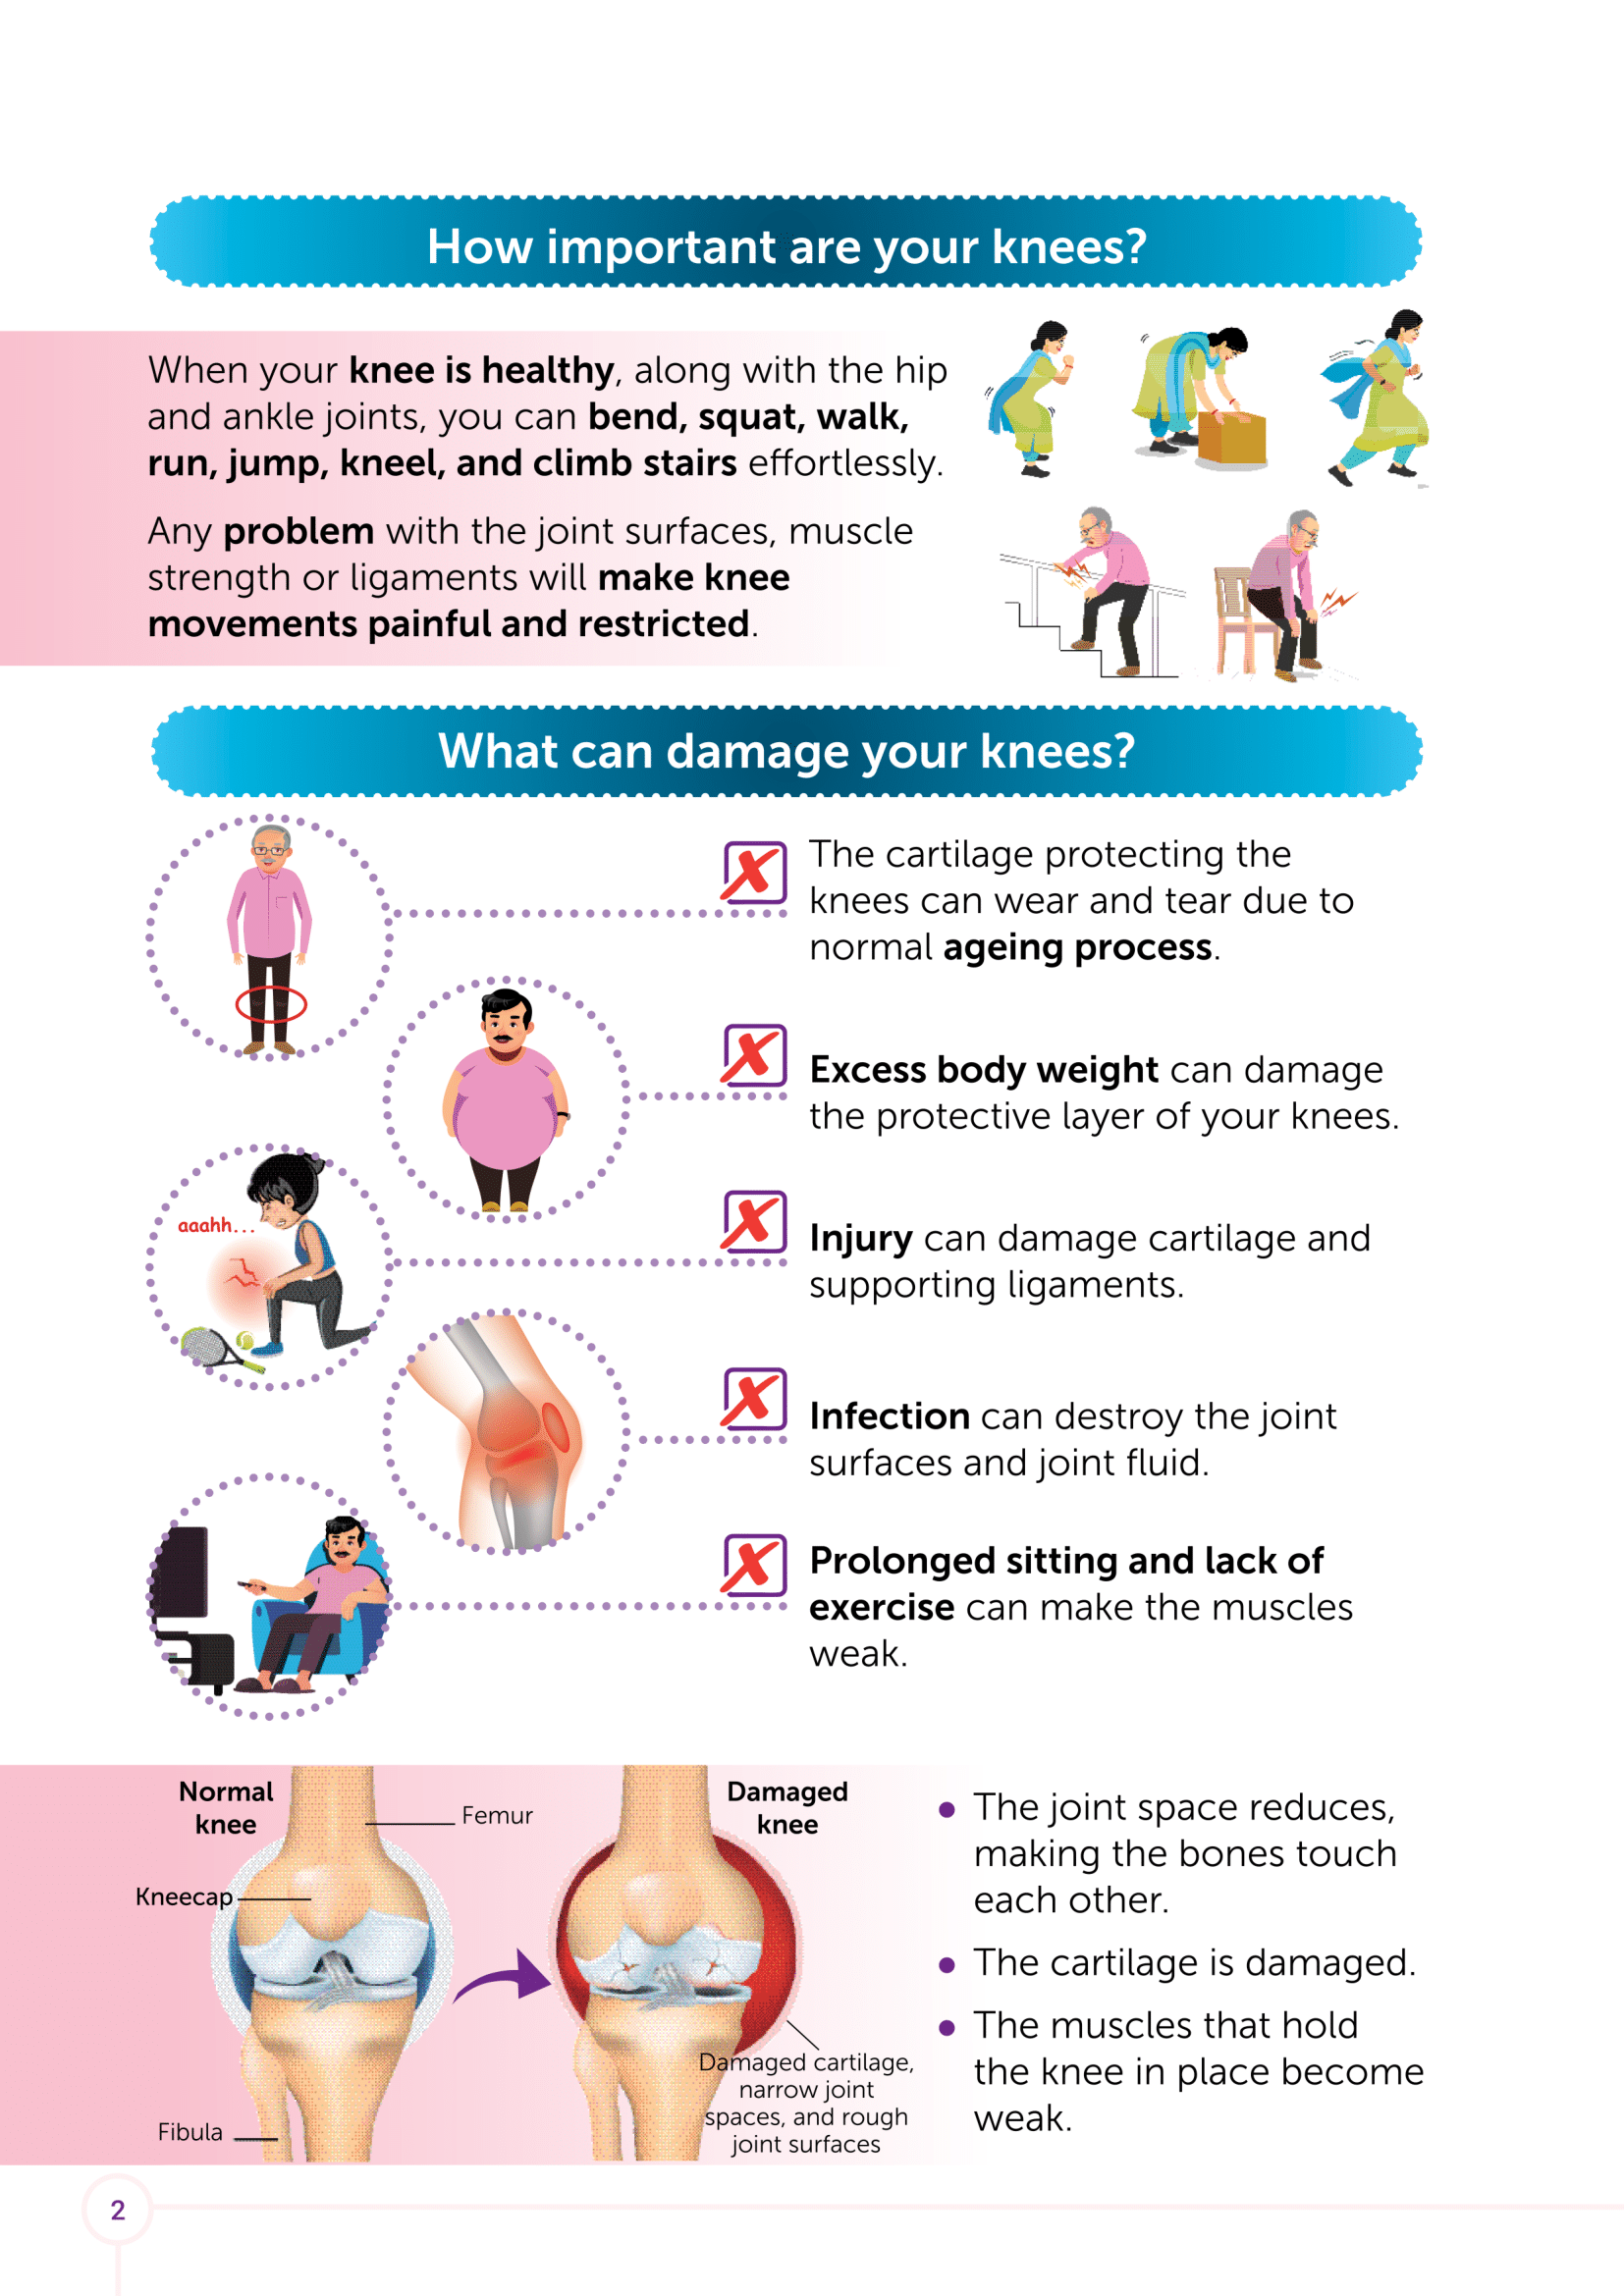 How important are your knees?
When your knee is healthy, along with the hip
and ankle joints, you can bend, squat, walk,
run, jump, kneel, and climb stairs effortlessly.
Any problem with the joint surfaces, muscle
strength or ligaments will make knee
movements painful and restricted.
What can damage your knees?
The cartilage protecting the
knees can wear and tear due to
normal ageing process.
Excess body weight can damage
the protective layer of your knees.
aaahh...
Injury can damage cartilage and
supporting ligaments.
Infection can destroy the joint
surfaces and joint fluid.
Prolonged sitting and lack of
exercise can make the muscles
weak.
Normal
knee
Femur
Kneecap
Fibula
Damaged
knee
Damaged cartilage,
narrow joint
spaces, and rough
joint surfaces
The joint space reduces,
making the bones touch
each other.
The cartilage is damaged.
The muscles that hold
the knee in place become
weak.
2